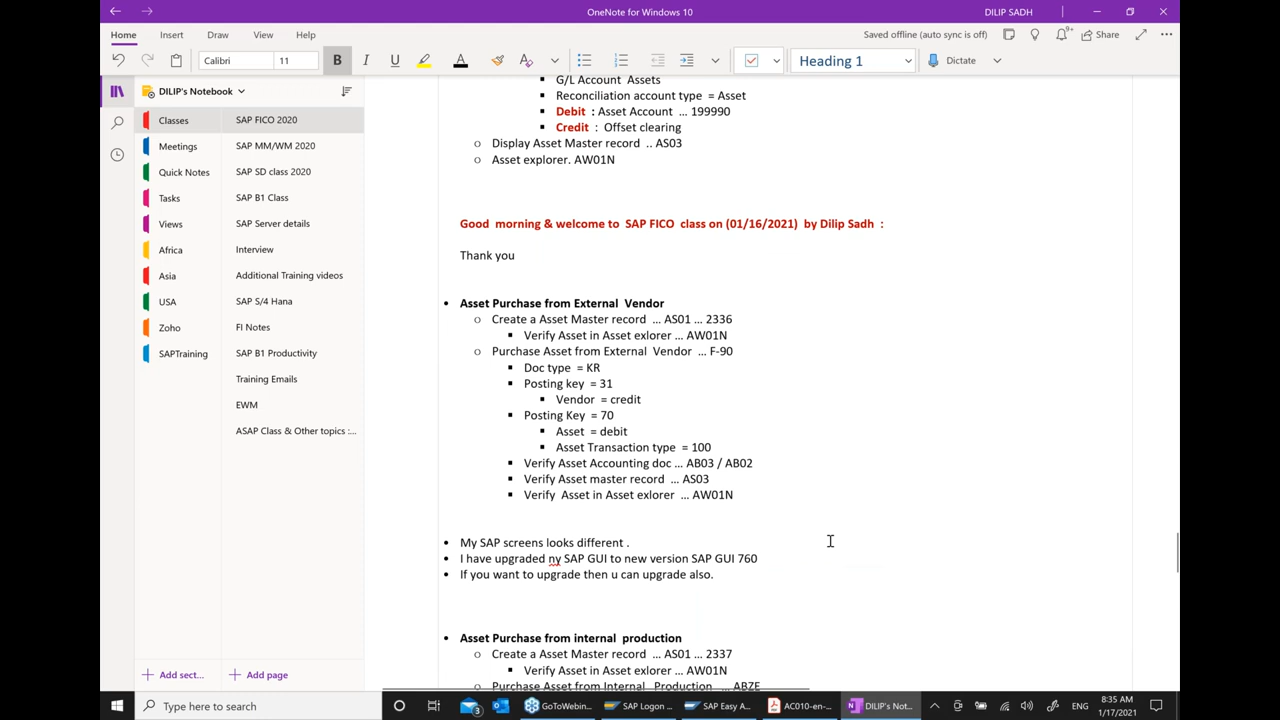 OneNote for Windows 10
DILIP SADH
Home Insert Draw View Help
Saved offline (auto sync is off)
Share
Calibri 11 B I U A A Heading 1 Dictate
DILIP's Notebook
Classes
Meetings
Quick Notes
Tasks
Views
Africa
Asia
USA
Zoho
SAPTraining
SAP FICO 2020
SAP MM/WM 2020
SAP SD class 2020
SAP B1 Class
SAP Server details
Interview
Additional Training videos
SAP S/4 Hana
FI Notes
SAP B1 Productivity
Training Emails
EWM
ASAP Class & Other topics :...
Add sect...
Add page
G/L Account Assets
Reconciliation account type = Asset
Debit : Asset Account ... 199990
Credit : Offset clearing
Display Asset Master record .. AS03
Asset explorer. AW01N
Good morning & welcome to SAP FICO class on (01/16/2021) by Dilip Sadh :
Thank you
Asset Purchase from External Vendor
Create a Asset Master record ... AS01 ... 2336
Verify Asset in Asset exlorer ... AW01N
Purchase Asset from External Vendor ... F-90
Doc type = KR
Posting key = 31
Vendor = credit
Posting Key = 70
Asset = debit
Asset Transaction type = 100
Verify Asset Accounting doc ... AB03 / AB02
Verify Asset master record ... AS03
Verify Asset in Asset exlorer ... AW01N
My SAP screens looks different .
I have upgraded ny SAP GUI to new version SAP GUI 760
If you want to upgrade then u can upgrade also.
Asset Purchase from internal production
Create a Asset Master record ... AS01 ... 2337
Verify Asset in Asset exlorer ... AW01N
Purchase Asset from Internal Production ... ABZE
Type here to search
3
GoToWebin...
SAP Logon ...
SAP Easy A...
AC010-en-...
DILIP's Not...
ENG
8:35 AM
1/17/2021